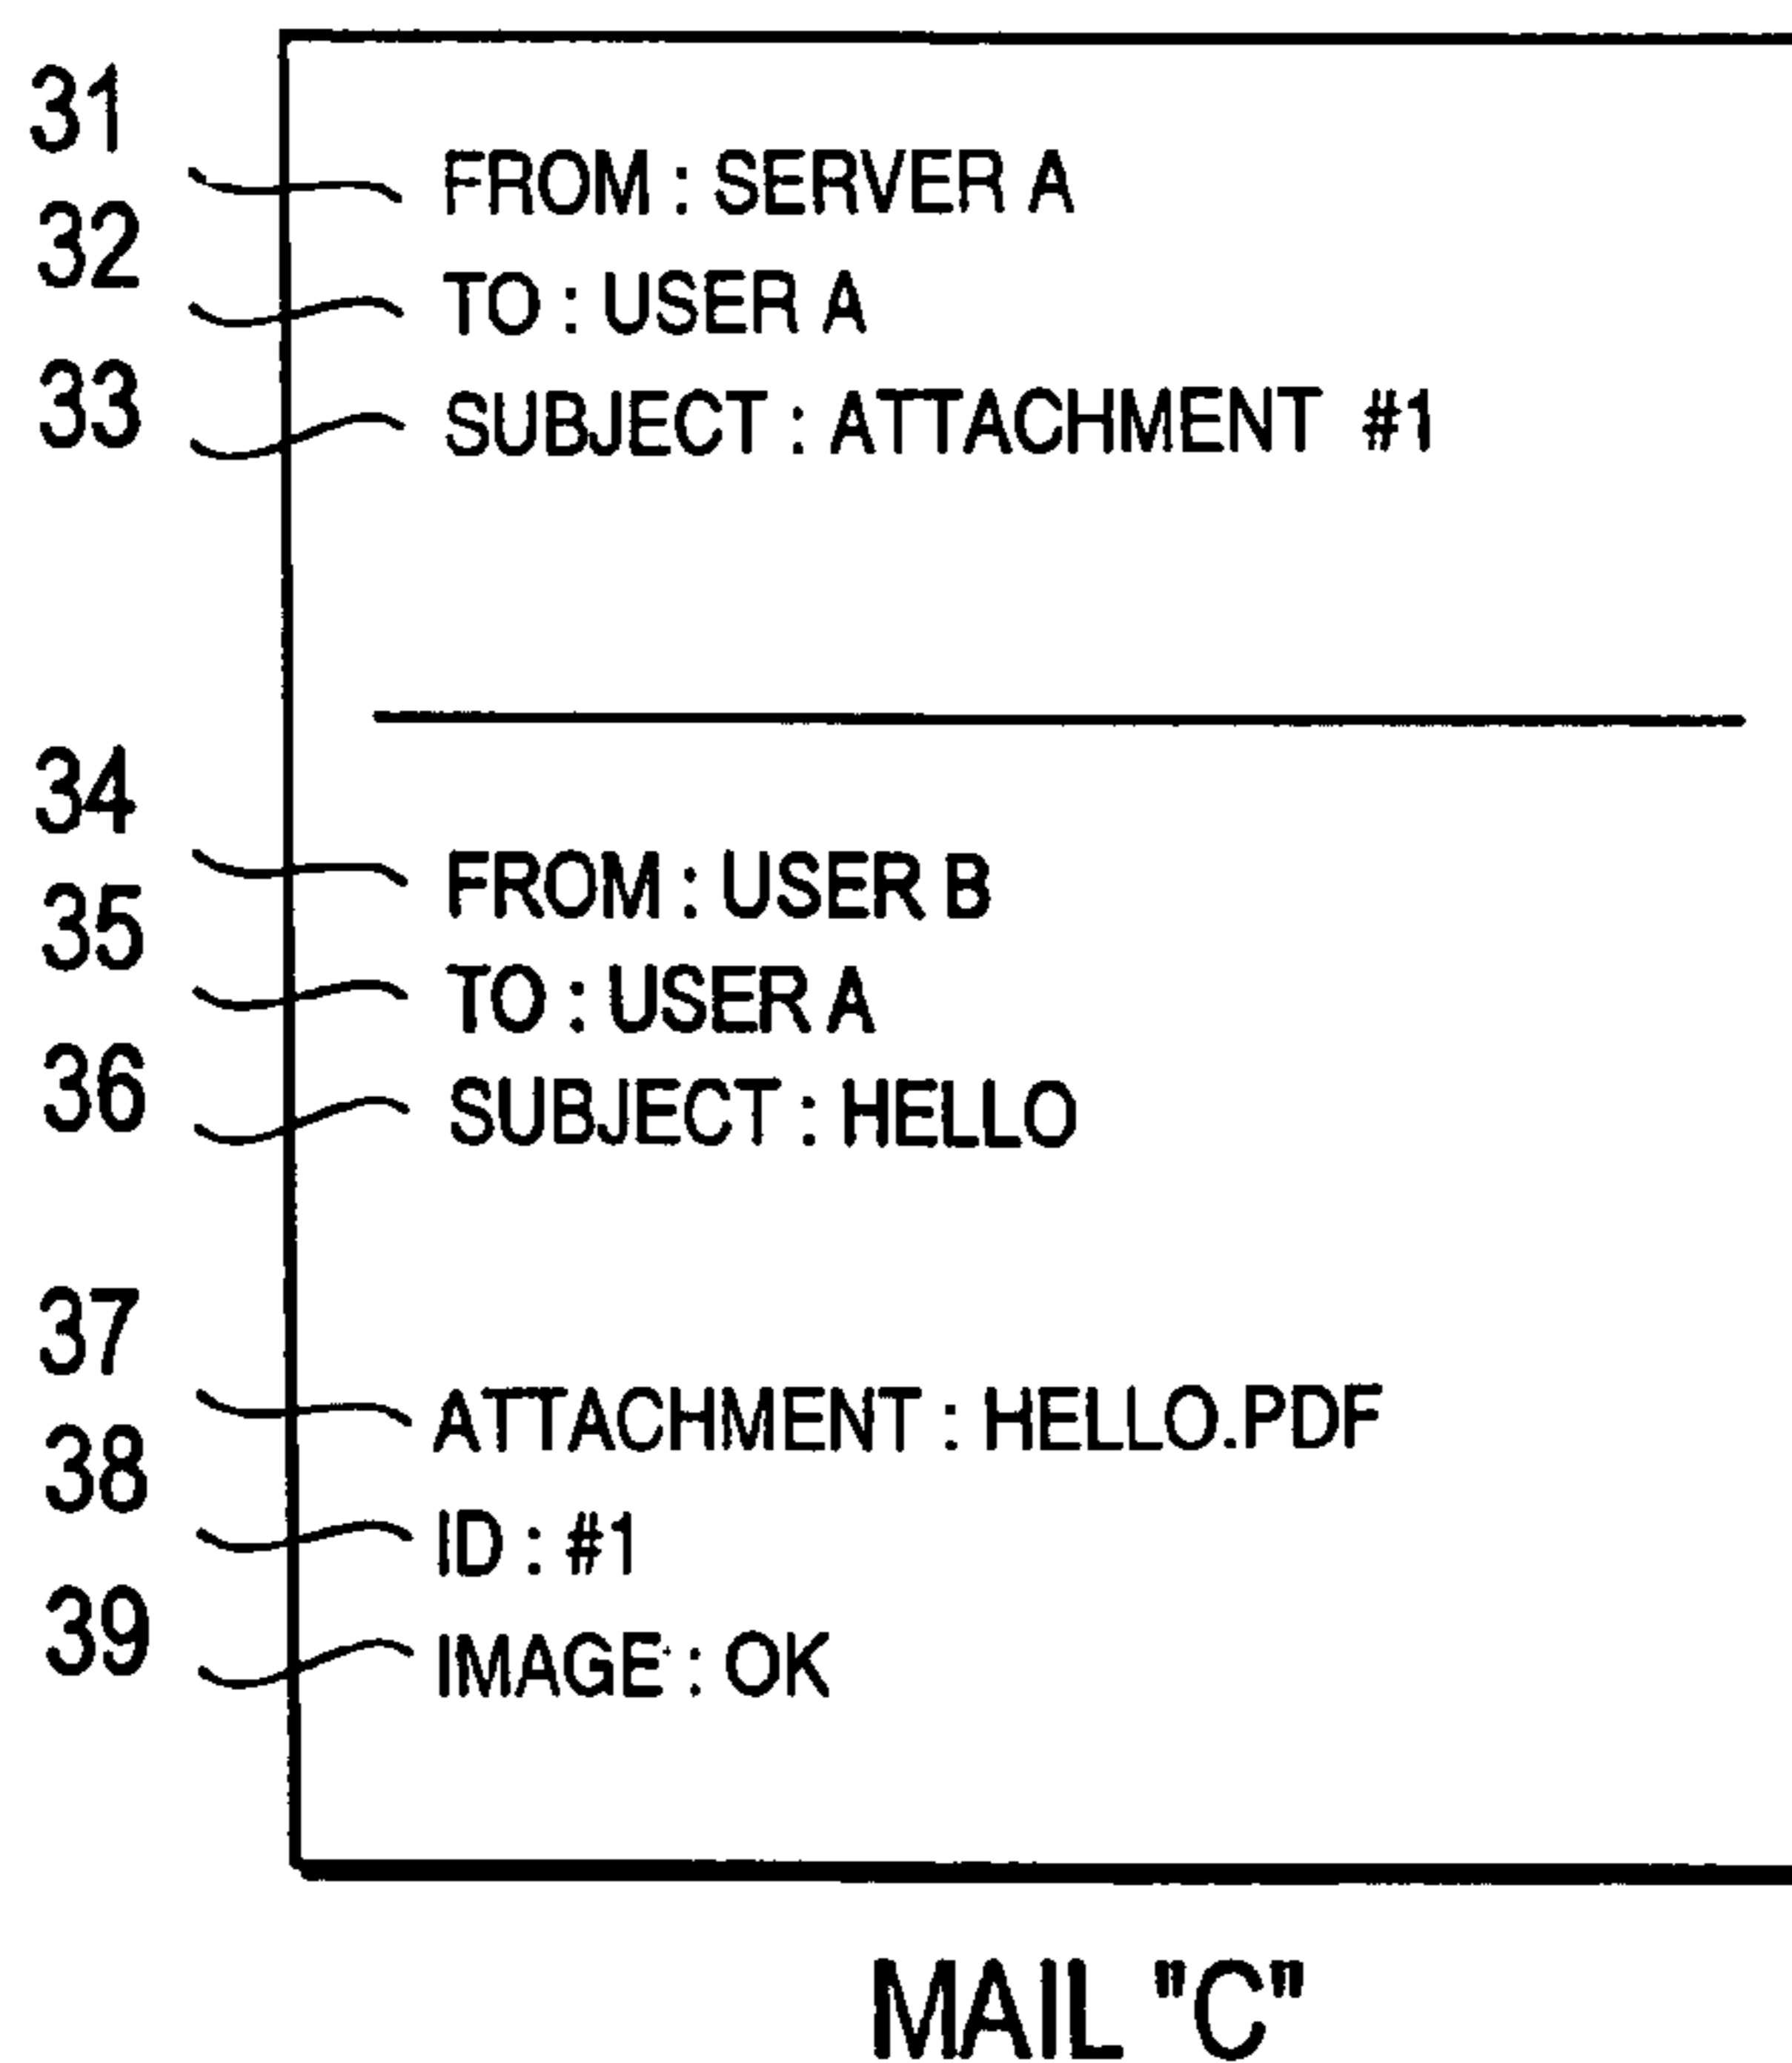 31 FROM : SERVER A
32 TO : USER A
33 SUBJECT : ATTACHMENT #1
34 FROM : USER B
35 TO : USER A
36 SUBJECT : HELLO
37 ATTACHMENT : HELLO.PDF
38 ID : #1
39 IMAGE : OK
MAIL "C"